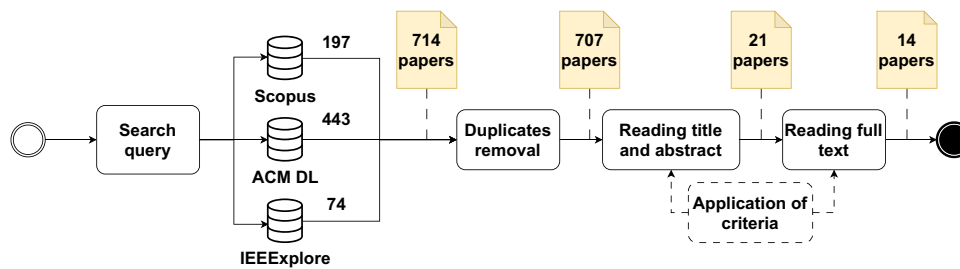 197
714
papers
707
papers
21
papers
14
papers
Scopus
Search
query
443
Duplicates
removal
Reading title
and abstract
Reading full
text
ACM DL
74
Application of
criteria
IEEExplore